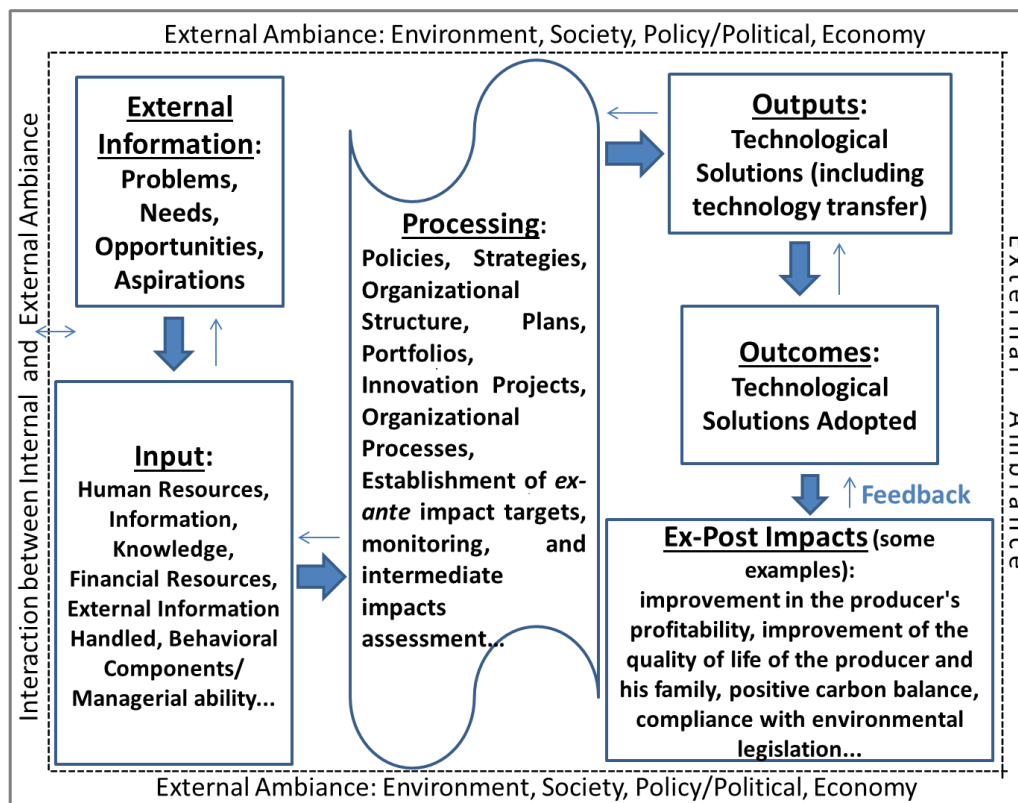 External Ambiance: Environment, Society, Policy/Political, Economy
Interaction between Internal and External Ambiance
External
Information:
Problems,
Needs,
Opportunities,
Aspirations
Input:
Human Resources,
Information,
Knowledge,
Financial Resources,
External Information
Handled, Behavioral
Components/
Managerial ability...
Processing:
Policies, Strategies,
Organizational
Structure, Plans,
Portfolios,
Innovation Projects,
Organizational
Processes,
Establishment of ex-
ante impact targets,
monitoring, and
intermediate
impacts
assessment...
Outputs:
Technological
Solutions (including
technology transfer)
Outcomes:
Technological
Solutions Adopted
Feedback
Ex-Post Impacts (some
examples):
improvement in the producer's
profitability, improvement of the
quality of life of the producer and
his family, positive carbon balance,
compliance with environmental
legislation...
External Ambiance
External Ambiance: Environment, Society, Policy/Political, Economy